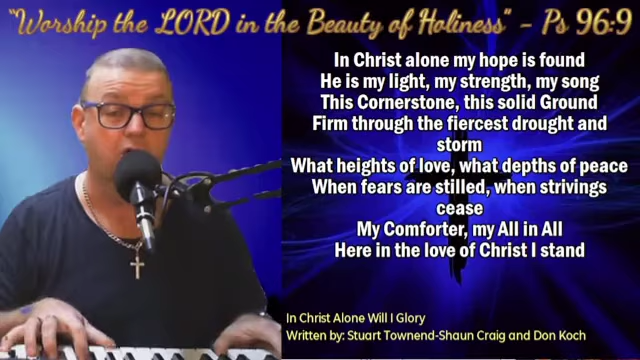 "Worship the LORD in the Beauty of Holiness" - Ps 96:9
In Christ alone my hope is found
He is my light, my strength, my song
This Cornerstone, this solid Ground
Firm through the fiercest drought and
storm
What heights of love, what depths of peace
When fears are stilled, when strivings
cease
My Comforter, my All in All
Here in the love of Christ I stand
In Christ Alone Will I Glory
Written by: Stuart Townend-Shaun Craig and Don Koch